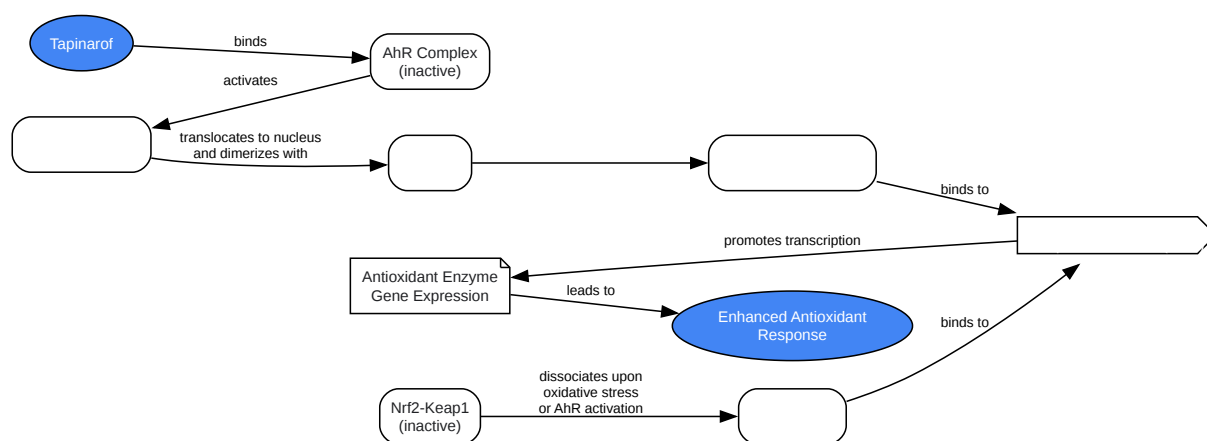 Tapinarof
binds
AhR Complex
(inactive)
activates
translocates to nucleus
and dimerizes with
binds to
promotes transcription
Antioxidant Enzyme
Gene Expression
leads to
Enhanced Antioxidant
Response
binds to
dissociates upon
oxidative stress
or AhR activation
Nrf2-Keap1
(inactive)